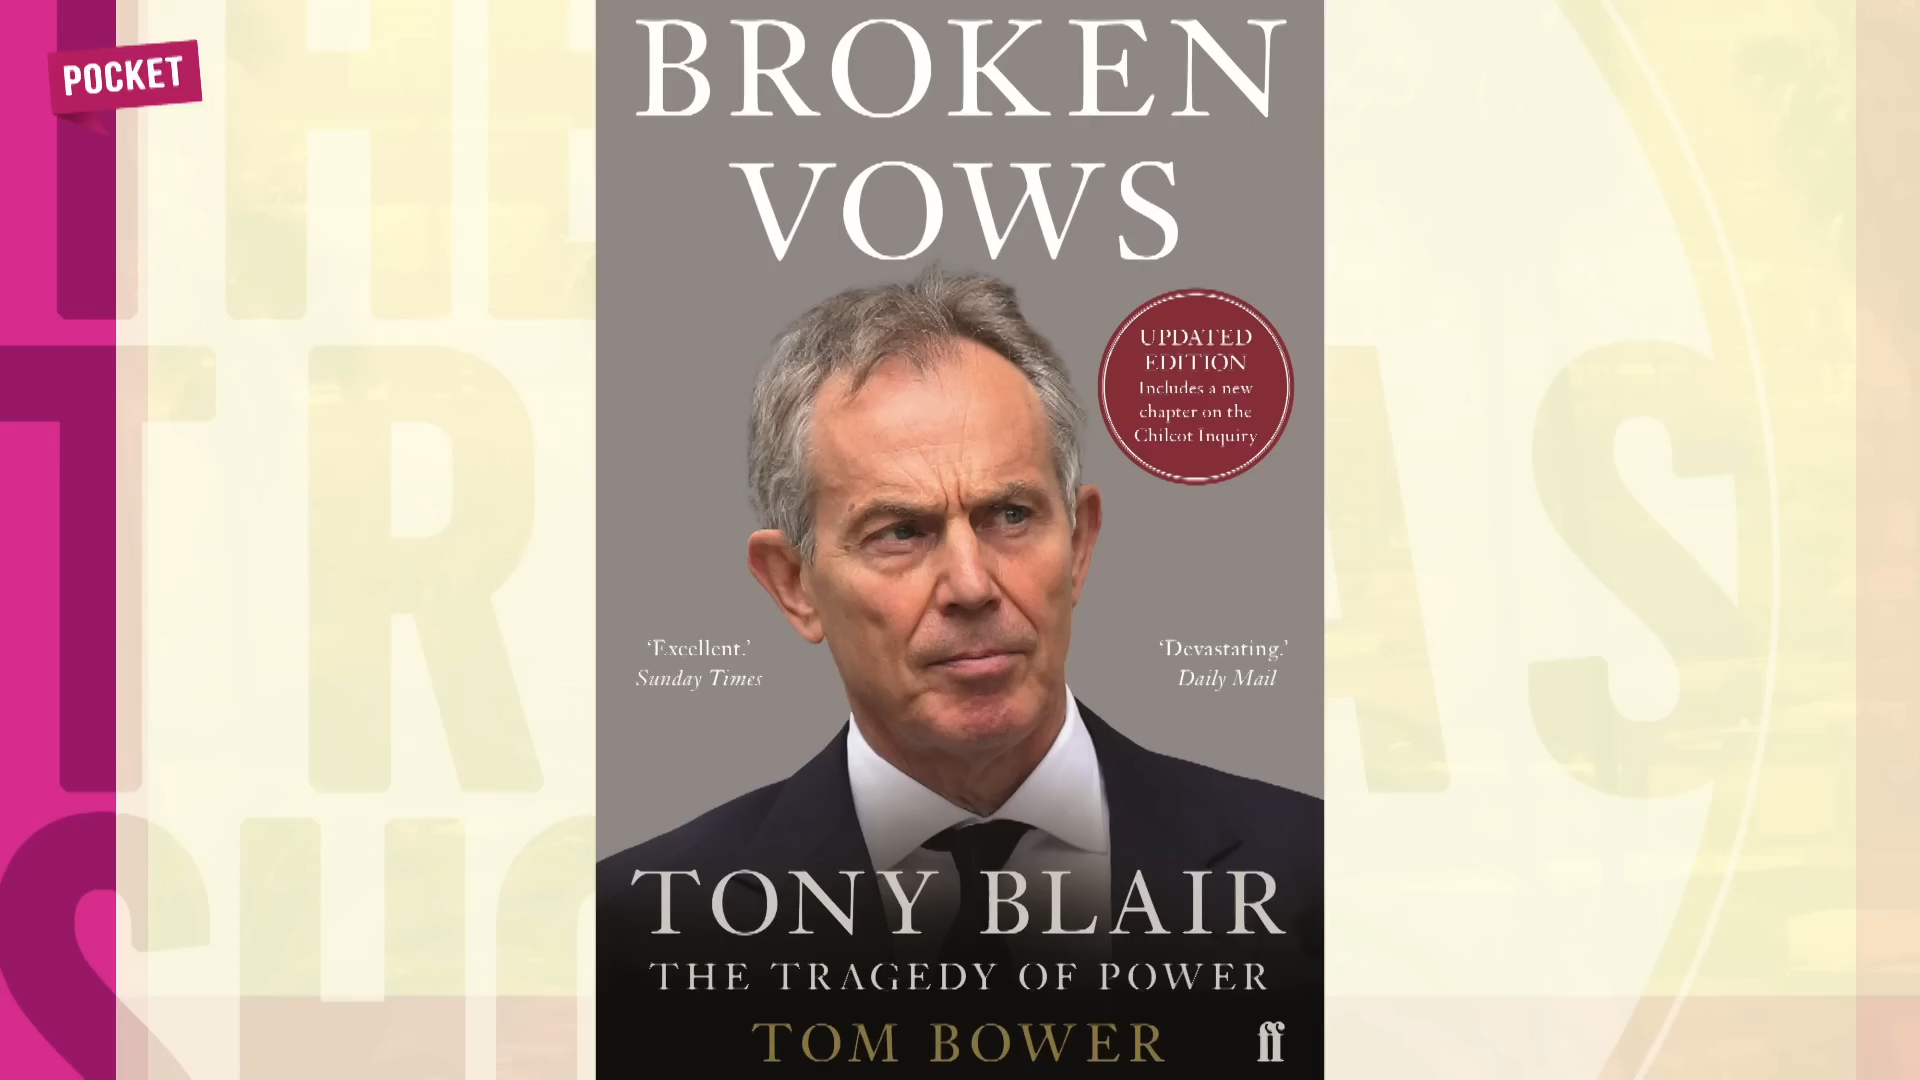 POCKET
BROKEN
VOWS
UPDATED
EDITION
Includes a new
chapter on the
Chilcot Inquiry
‘Excellent.’
Sunday Times
‘Devastating.’
Daily Mail
TONY BLAIR
THE TRAGEDY OF POWER
TOM BOWER
ff